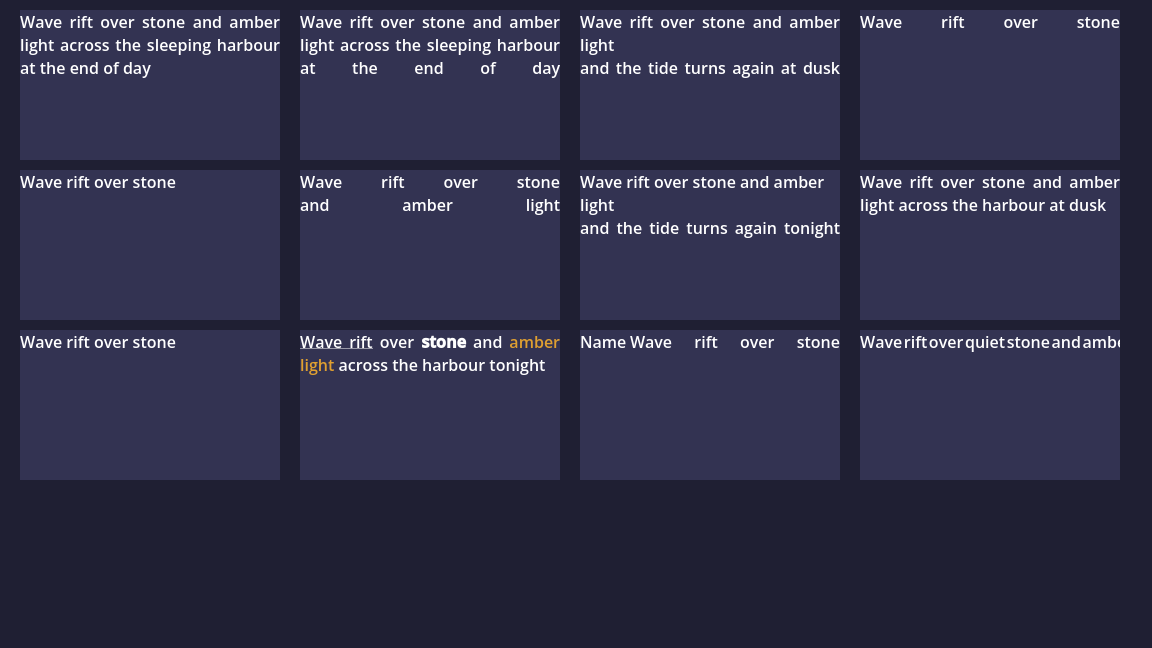 Wave rift over stone and amber
light across the sleeping harbour
at the end of day
Wave rift over stone and amber
light across the sleeping harbour
at the end of day
Wave rift over stone and amber
light
and the tide turns again at dusk
Wave rift over stone
Wave rift over stone
Wave rift over stone
and amber light
Wave rift over stone and amber
light
and the tide turns again tonight
Wave rift over stone and amber
light across the harbour at dusk
Wave rift over stone
Wave rift over stone and amber
light across the harbour tonight
Name Wave rift over stone
Wave rift over quiet stone and